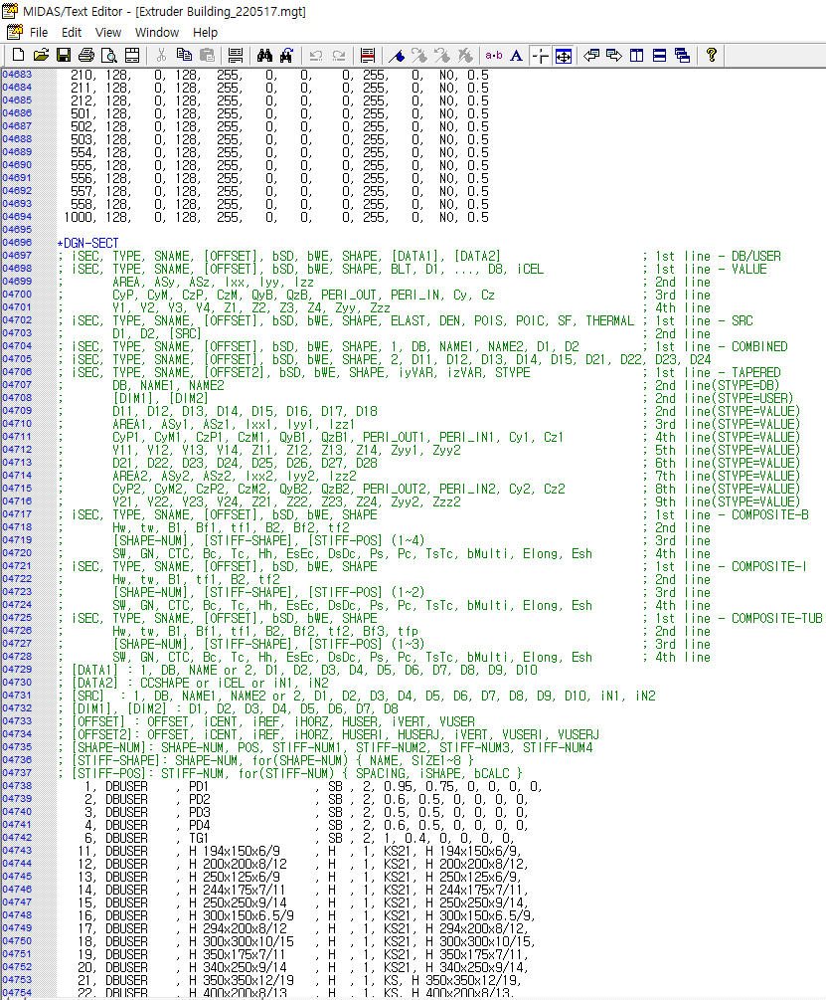 MIDAS/Text Editor - [Extruder Building_220517.mgt]
File Edit View Window Help
04683 210, 128, 0, 128, 255, 0, 0, 0, 255, 0, NO, 0.5
04684 211, 128, 0, 128, 255, 0, 0, 0, 255, 0, NO, 0.5
04685 212, 128, 0, 128, 255, 0, 0, 0, 255, 0, NO, 0.5
04686 501, 128, 0, 128, 255, 0, 0, 0, 255, 0, NO, 0.5
04687 502, 128, 0, 128, 255, 0, 0, 0, 255, 0, NO, 0.5
04688 503, 128, 0, 128, 255, 0, 0, 0, 255, 0, NO, 0.5
04689 554, 128, 0, 128, 255, 0, 0, 0, 255, 0, NO, 0.5
04690 555, 128, 0, 128, 255, 0, 0, 0, 255, 0, NO, 0.5
04691 556, 128, 0, 128, 255, 0, 0, 0, 255, 0, NO, 0.5
04692 557, 128, 0, 128, 255, 0, 0, 0, 255, 0, NO, 0.5
04693 558, 128, 0, 128, 255, 0, 0, 0, 255, 0, NO, 0.5
04694 1000, 128, 0, 128, 255, 0, 0, 0, 255, 0, NO, 0.5
04695
04696 *DGN-SECT
04697 ; iSEC, TYPE, SNAME, [OFFSET], bSD, bWE, SHAPE, [DATA1], [DATA2] ; 1st line - DB/USER
04698 ; iSEC, TYPE, SNAME, [OFFSET], bSD, bWE, SHAPE, BLT, D1, ..., D8, iCEL ; 1st line - VALUE
04699 ; AREA, ASy, ASz, Ixx, Iyy, Izz ; 2nd line
04700 ; CyP, CyM, CzP, CzM, QyB, QzB, PERI_OUT, PERI_IN, Cy, Cz ; 3rd line
04701 ; Y1, Y2, Y3, Y4, Z1, Z2, Z3, Z4, Zyy, Zzz ; 4th line
04702 ; iSEC, TYPE, SNAME, [OFFSET], bSD, bWE, SHAPE, ELAST, DEN, POIS, POIC, SF, THERMAL ; 1st line - SRC
04703 ; D1, D2, [SRC] ; 2nd line
04704 ; iSEC, TYPE, SNAME, [OFFSET], bSD, bWE, SHAPE, 1, DB, NAME1, NAME2, D1, D2 ; 1st line - COMBINED
04705 ; iSEC, TYPE, SNAME, [OFFSET], bSD, bWE, SHAPE, 2, D11, D12, D13, D14, D15, D21, D22, D23, D24
04706 ; iSEC, TYPE, SNAME, [OFFSET2], bSD, bWE, SHAPE, iyVAR, izVAR, STYPE ; 1st line - TAPERED
04707 ; DB, NAME1, NAME2 ; 2nd line(STYPE=DB)
04708 ; [DIM1], [DIM2] ; 2nd line(STYPE=USER)
04709 ; D11, D12, D13, D14, D15, D16, D17, D18 ; 2nd line(STYPE=VALUE)
04710 ; AREA1, ASy1, ASz1, Ixx1, Iyy1, Izz1 ; 3rd line(STYPE=VALUE)
04711 ; CyP1, CyM1, CzP1, CzM1, QyB1, QzB1, PERI_OUT1, PERI_IN1, Cy1, Cz1 ; 4th line(STYPE=VALUE)
04712 ; Y11, Y12, Y13, Y14, Z11, Z12, Z13, Z14, Zyy1, Zyy2 ; 5th line(STYPE=VALUE)
04713 ; D21, D22, D23, D24, D25, D26, D27, D28 ; 6th line(STYPE=VALUE)
04714 ; AREA2, ASy2, ASz2, Ixx2, Iyy2, Izz2 ; 7th line(STYPE=VALUE)
04715 ; CyP2, CyM2, CzP2, CzM2, QyB2, QzB2, PERI_OUT2, PERI_IN2, Cy2, Cz2 ; 8th line(STYPE=VALUE)
04716 ; Y21, Y22, Y23, Y24, Z21, Z22, Z23, Z24, Zyy2, Zzz2 ; 9th line(STYPE=VALUE)
04717 ; iSEC, TYPE, SNAME, [OFFSET], bSD, bWE, SHAPE ; 1st line - COMPOSITE-B
04718 ; Hw, tw, B1, Bf1, tf1, B2, Bf2, tf2 ; 2nd line
04719 ; [SHAPE-NUM], [STIFF-SHAPE], [STIFF-POS] (1~4) ; 3rd line
04720 ; SW, GN, CTC, Bc, Tc, Hh, EsEc, DsDc, Ps, Pc, TsTc, bMulti, Elong, Esh ; 4th line
04721 ; iSEC, TYPE, SNAME, [OFFSET], bSD, bWE, SHAPE ; 1st line - COMPOSITE-I
04722 ; Hw, tw, B1, tf1, B2, tf2 ; 2nd line
04723 ; [SHAPE-NUM], [STIFF-SHAPE], [STIFF-POS] (1~2) ; 3rd line
04724 ; SW, GN, CTC, Bc, Tc, Hh, EsEc, DsDc, Ps, Pc, TsTc, bMulti, Elong, Esh ; 4th line
04725 ; iSEC, TYPE, SNAME, [OFFSET], bSD, bWE, SHAPE ; 1st line - COMPOSITE-TUB
04726 ; Hw, tw, B1, Bf1, tf1, B2, Bf2, tf2, Bf3, tfp ; 2nd line
04727 ; [SHAPE-NUM], [STIFF-SHAPE], [STIFF-POS] (1~3) ; 3rd line
04728 ; SW, GN, CTC, Bc, Tc, Hh, EsEc, DsDc, Ps, Pc, TsTc, bMulti, Elong, Esh ; 4th line
04729 ; [DATA1] : 1, DB, NAME or 2, D1, D2, D3, D4, D5, D6, D7, D8, D9, D10
04730 ; [DATA2] : CCSHAPE or iCEL or iN1, iN2
04731 ; [SRC] : 1, DB, NAME1, NAME2 or 2, D1, D2, D3, D4, D5, D6, D7, D8, D9, D10, iN1, iN2
04732 ; [DIM1], [DIM2] : D1, D2, D3, D4, D5, D6, D7, D8
04733 ; [OFFSET] : OFFSET, iCENT, iREF, iHORZ, HUSER, iVERT, VUSER
04734 ; [OFFSET2]: OFFSET, iCENT, iREF, iHORZ, HUSERI, HUSERJ, iVERT, VUSERI, VUSERJ
04735 ; [SHAPE-NUM]: SHAPE-NUM, POS, STIFF-NUM1, STIFF-NUM2, STIFF-NUM3, STIFF-NUM4
04736 ; [STIFF-SHAPE]: SHAPE-NUM, for(SHAPE-NUM) { NAME, SIZE1~8 }
04737 ; [STIFF-POS]: STIFF-NUM, for(STIFF-NUM) { SPACING, iSHAPE, bCALC }
04738 1, DBUSER , PD1 , SB , 2, 0.95, 0.75, 0, 0, 0, 0,
04739 2, DBUSER , PD2 , SB , 2, 0.6, 0.5, 0, 0, 0, 0,
04740 3, DBUSER , PD3 , SB , 2, 0.5, 0.5, 0, 0, 0, 0,
04741 4, DBUSER , PD4 , SB , 2, 0.6, 0.5, 0, 0, 0, 0,
04742 6, DBUSER , TG1 , SB , 2, 1, 0.4, 0, 0, 0, 0,
04743 11, DBUSER , H 194x150x6/9 , H , 1, KS21, H 194x150x6/9,
04744 12, DBUSER , H 200x200x8/12 , H , 1, KS21, H 200x200x8/12,
04745 13, DBUSER , H 250x125x6/9 , H , 1, KS21, H 250x125x6/9,
04746 14, DBUSER , H 244x175x7/11 , H , 1, KS21, H 244x175x7/11,
04747 15, DBUSER , H 250x250x9/14 , H , 1, KS21, H 250x250x9/14,
04748 16, DBUSER , H 300x150x6.5/9 , H , 1, KS21, H 300x150x6.5/9,
04749 17, DBUSER , H 294x200x8/12 , H , 1, KS21, H 294x200x8/12,
04750 18, DBUSER , H 300x300x10/15 , H , 1, KS21, H 300x300x10/15,
04751 19, DBUSER , H 350x175x7/11 , H , 1, KS21, H 350x175x7/11,
04752 20, DBUSER , H 340x250x9/14 , H , 1, KS21, H 340x250x9/14,
04753 21, DBUSER , H 350x350x12/19 , H , 1, KS, H 350x350x12/19,
04754 22, DBUSER , H 400x200x8/13 , H , 1, KS, H 400x200x8/13,